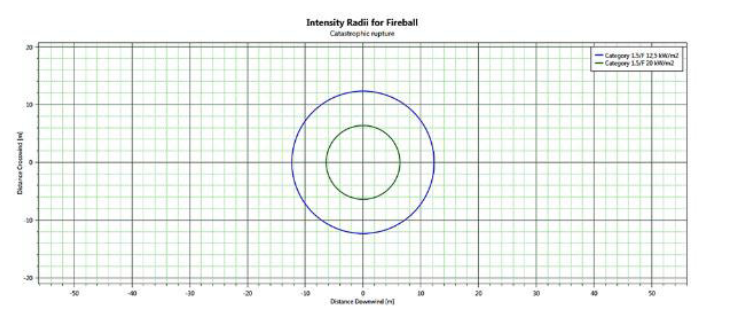 Intensity Radii for Fireball
Catastrophic rupture
Category 1.5/F 12.5 kW/m2
Category 1.5/F 20 kW/m2
20
10
0
-10
-20
Distance Crosswind [m]
-50 -40 -30 -20 -10 0 10 20 30 40 50
Distance Downwind [m]